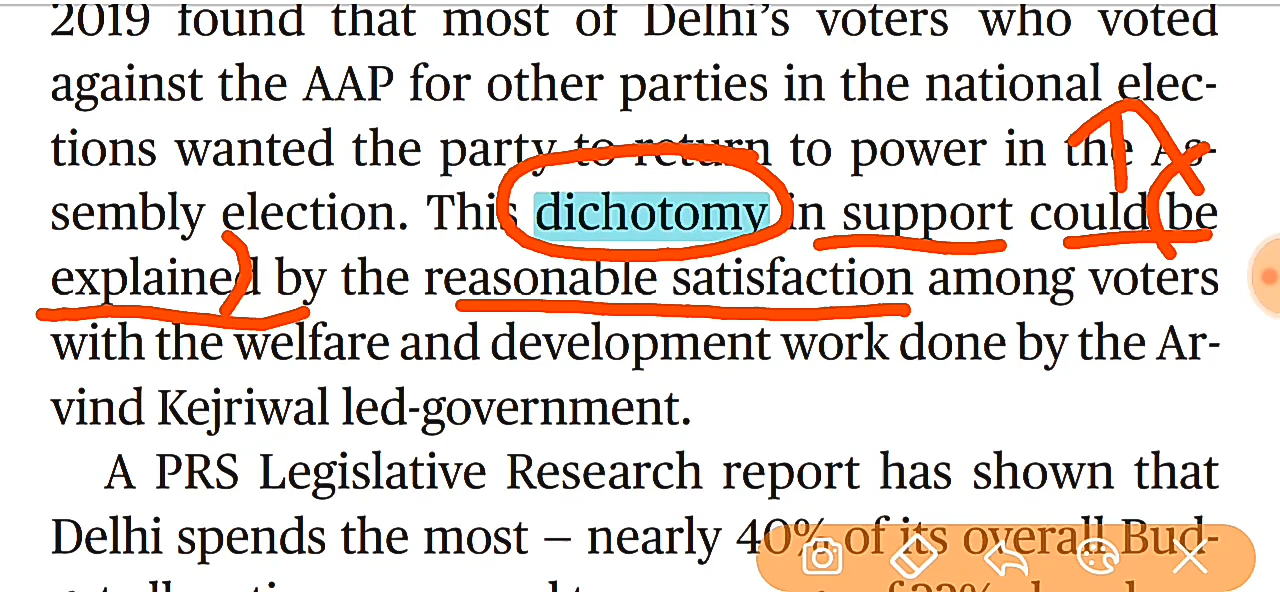 2019 found that most of Delhi's voters who voted
against the AAP for other parties in the national elec-
tions wanted the party to return to power in the As-
sembly election. This dichotomy in support could be
explained by the reasonable satisfaction among voters
with the welfare and development work done by the Ar-
vind Kejriwal led-government.
A PRS Legislative Research report has shown that
Delhi spends the most – nearly 40% of its overall Bud-